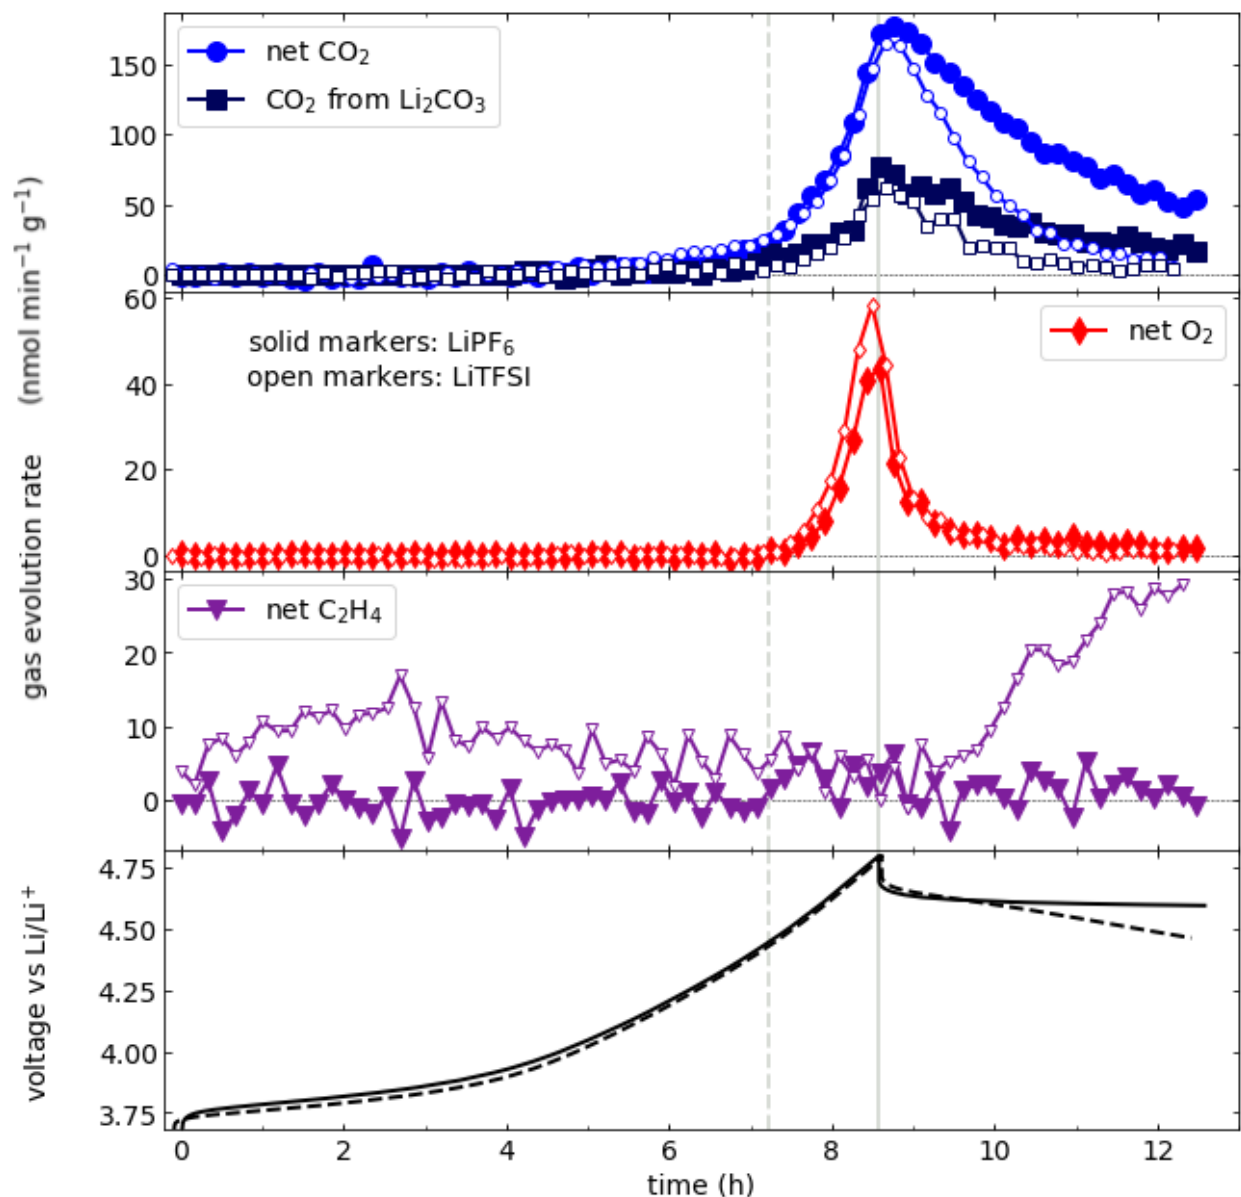 net CO₂
CO₂ from Li₂CO₃
150
100
50
0
solid markers: LiPF₆
open markers: LiTFSI
net O₂
60
40
20
0
net C₂H₄
30
20
10
0
gas evolution rate (nmol min⁻¹ g⁻¹)
4.75
4.50
4.25
4.00
3.75
voltage vs Li/Li⁺
0 2 4 6 8 10 12
time (h)